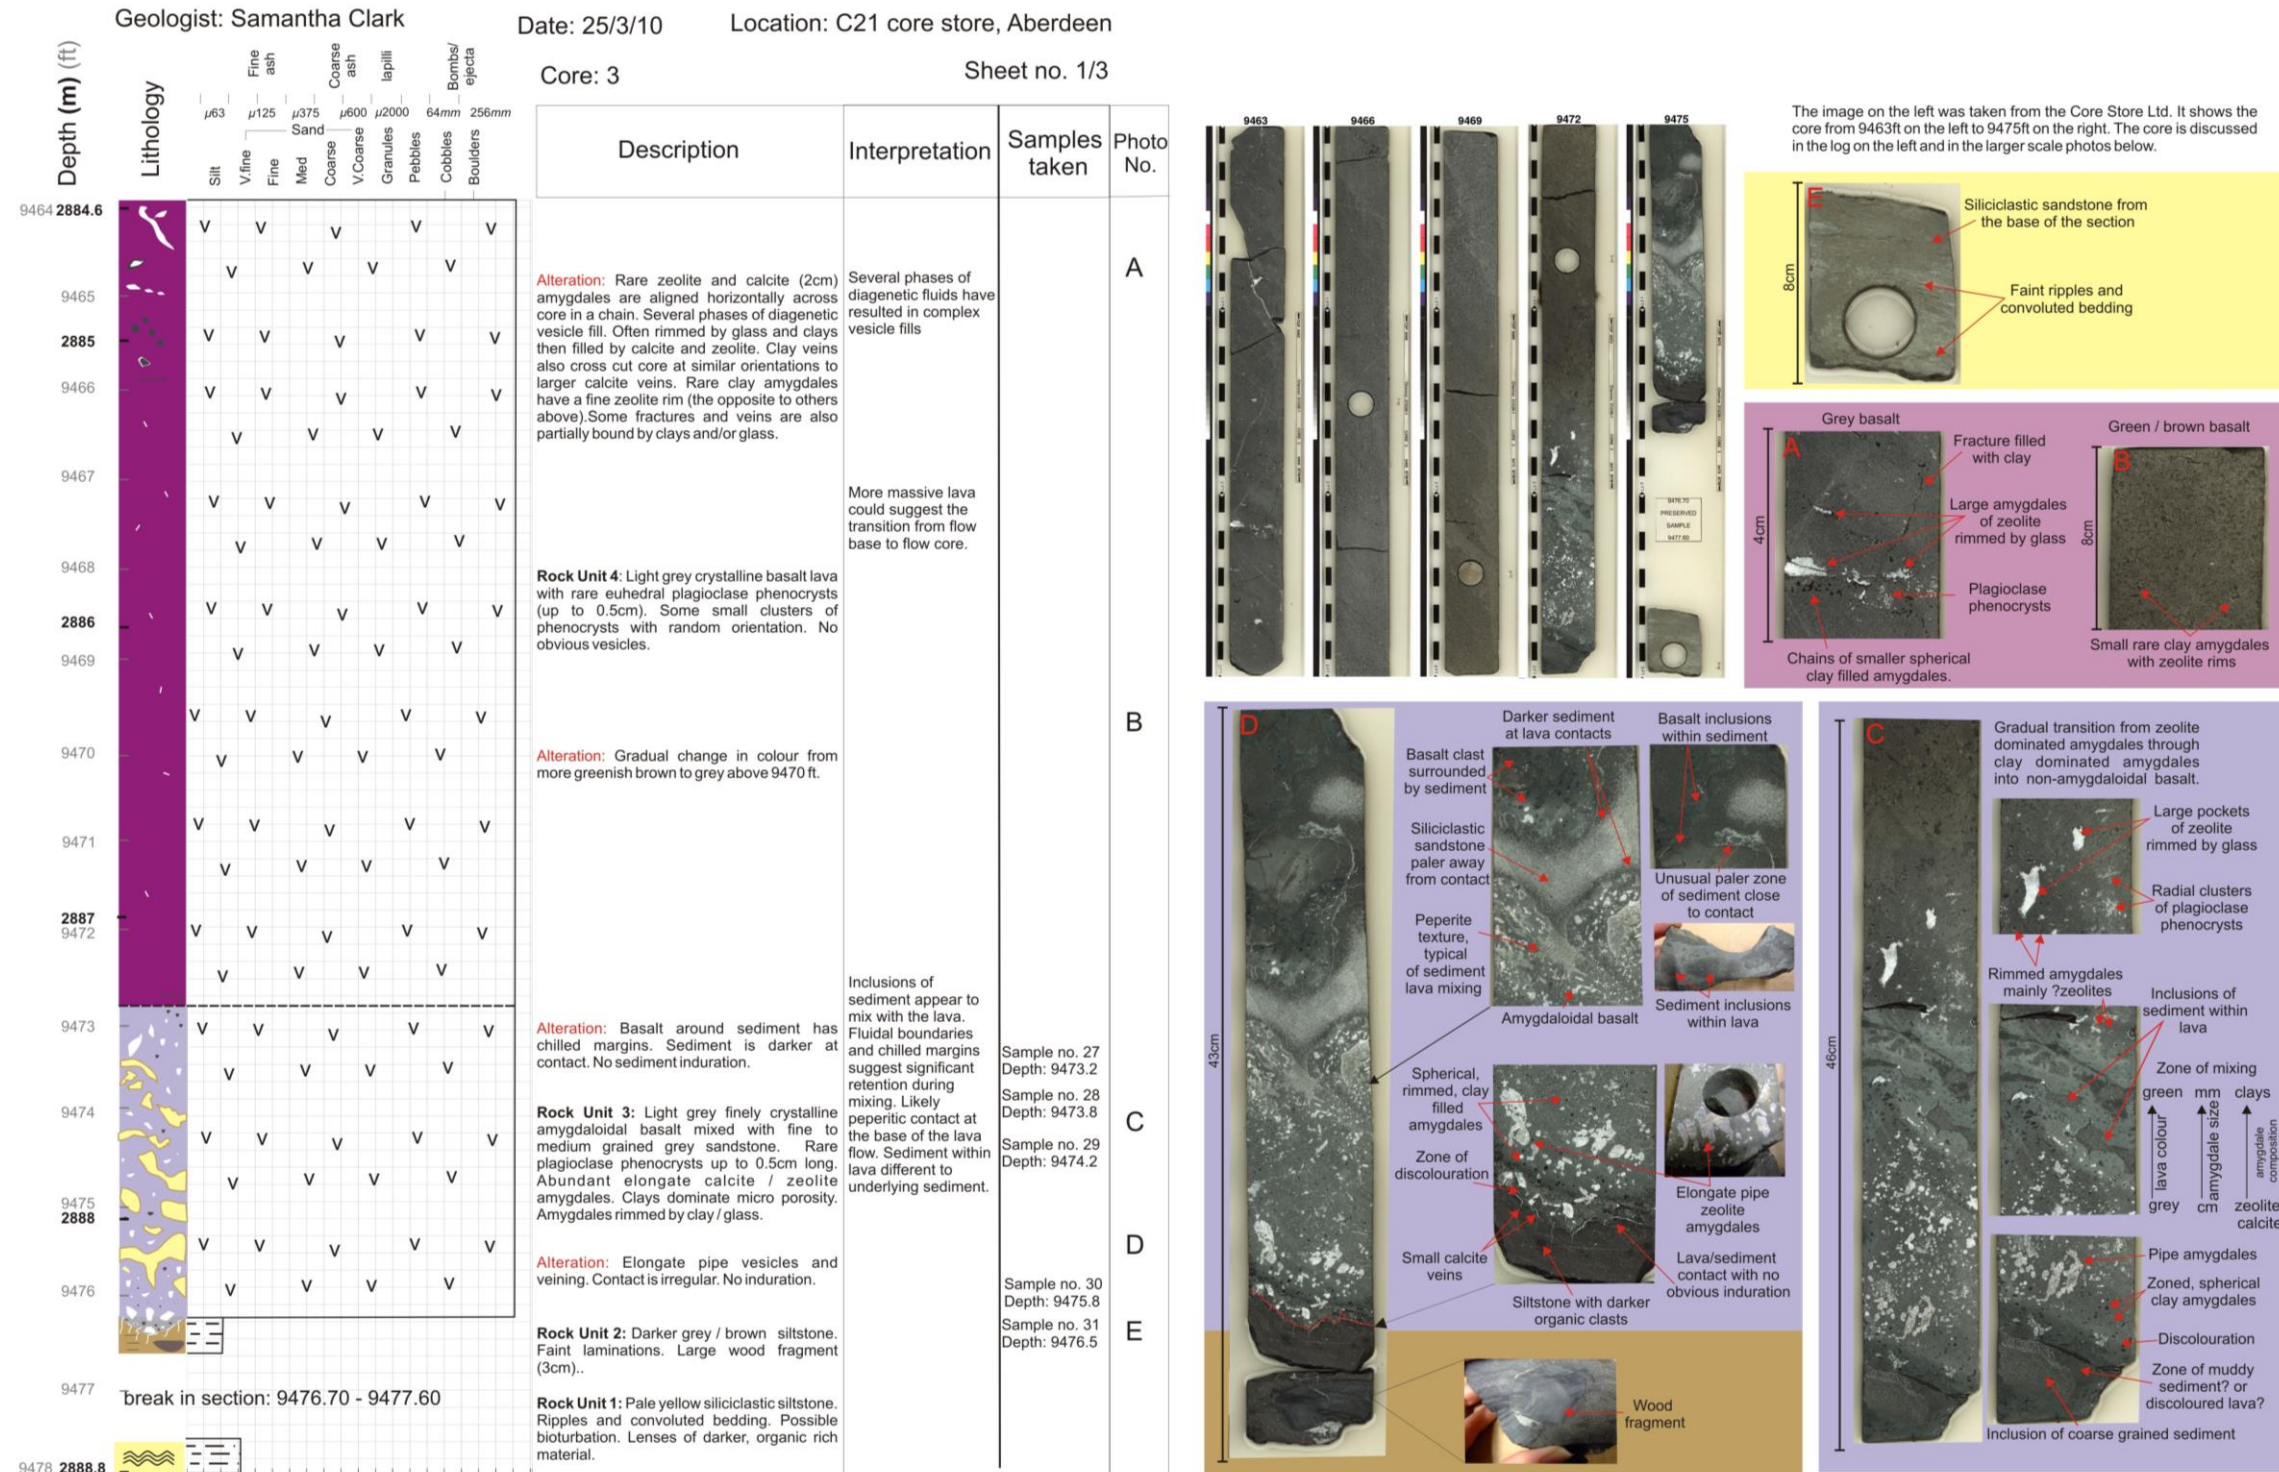 Geologist: Samantha Clark
Date: 25/3/10
Location: C21 core store, Aberdeen
Core: 3
Sheet no. 1/3
Depth (m) (ft)
Lithology
Fine
ash
Coarse
ash
lapilli
Bombs/
ejecta
µ63 µ125 µ375 µ600 µ2000 64mm 256mm
Sand
Silt
V.fine
Fine
Med
Coarse
V.Coarse
Granules
Pebbles
Cobbles
Boulders
Description
Interpretation
Samples
taken
Photo
No.
9464 2884.6
9465
2885
9466
9467
9468
2886
9469
9470
9471
2887
9472
9473
9474
9475
2888
9476
9477
9478 2888.8
Alteration: Rare zeolite and calcite (2cm)
amygdales are aligned horizontally across
core in a chain. Several phases of diagenetic
vesicle fill. Often rimmed by glass and clays
then filled by calcite and zeolite. Clay veins
also cross cut core at similar orientations to
larger calcite veins. Rare clay amygdales
have a fine zeolite rim (the opposite to others
above).Some fractures and veins are also
partially bound by clays and/or glass.
Rock Unit 4: Light grey crystalline basalt lava
with rare euhedral plagioclase phenocrysts
(up to 0.5cm). Some small clusters of
phenocrysts with random orientation. No
obvious vesicles.
Alteration: Gradual change in colour from
more greenish brown to grey above 9470 ft.
Alteration: Basalt around sediment has
chilled margins. Sediment is darker at
contact. No sediment induration.
Rock Unit 3: Light grey finely crystalline
amygdaloidal basalt mixed with fine to
medium grained grey sandstone. Rare
plagioclase phenocrysts up to 0.5cm long.
Abundant elongate calcite / zeolite
amygdales. Clays dominate micro porosity.
Amygdales rimmed by clay / glass.
Alteration: Elongate pipe vesicles and
veining. Contact is irregular. No induration.
Rock Unit 2: Darker grey / brown siltstone.
Faint laminations. Large wood fragment
(3cm)..
Rock Unit 1: Pale yellow siliciclastic siltstone.
Ripples and convoluted bedding. Possible
bioturbation. Lenses of darker, organic rich
material.
break in section: 9476.70 - 9477.60
Several phases of
diagenetic fluids have
resulted in complex
vesicle fills
More massive lava
could suggest the
transition from flow
base to flow core.
Inclusions of
sediment appear to
mix with the lava.
Fluidal boundaries
and chilled margins
suggest significant
retention during
mixing. Likely
peperitic contact at
the base of the lava
flow. Sediment within
lava different to
underlying sediment.
Sample no. 27
Depth: 9473.2
Sample no. 28
Depth: 9473.8
Sample no. 29
Depth: 9474.2
Sample no. 30
Depth: 9475.8
Sample no. 31
Depth: 9476.5
A
B
C
D
E
9463 9466 9469 9472 9475
9476.70
PRESERVED
SAMPLE
9477.60
The image on the left was taken from the Core Store Ltd. It shows the
core from 9463ft on the left to 9475ft on the right. The core is discussed
in the log on the left and in the larger scale photos below.
E
8cm
Siliciclastic sandstone from
the base of the section
Faint ripples and
convoluted bedding
Grey basalt
A
4cm
Fracture filled
with clay
Large amygdales
of zeolite
rimmed by glass
Plagioclase
phenocrysts
Chains of smaller spherical
clay filled amygdales.
Green / brown basalt
B
8cm
Small rare clay amygdales
with zeolite rims
D
43cm
Darker sediment
at lava contacts
Basalt inclusions
within sediment
Basalt clast
surrounded
by sediment
Siliciclastic
sandstone
paler away
from contact
Peperite
texture,
typical
of sediment
lava mixing
Amygdaloidal basalt
Unusual paler zone
of sediment close
to contact
Sediment inclusions
within lava
Spherical,
rimmed, clay
filled
amygdales
Zone of
discolouration
Small calcite
veins
Elongate pipe
zeolite
amygdales
Lava/sediment
contact with no
obvious induration
Siltstone with darker
organic clasts
Wood
fragment
C
46cm
Gradual transition from zeolite
dominated amygdales through
clay dominated amygdales
into non-amygdaloidal basalt.
Large pockets
of zeolite
rimmed by glass
Radial clusters
of plagioclase
phenocrysts
Rimmed amygdales
mainly ?zeolites
Inclusions of
sediment within
lava
Zone of mixing
green mm clays
lava colour
amygdale size
amygdale
composition
grey cm zeolite
calcite
Pipe amygdales
Zoned, spherical
clay amygdales
Discolouration
Zone of muddy
sediment? or
discoloured lava?
Inclusion of coarse grained sediment